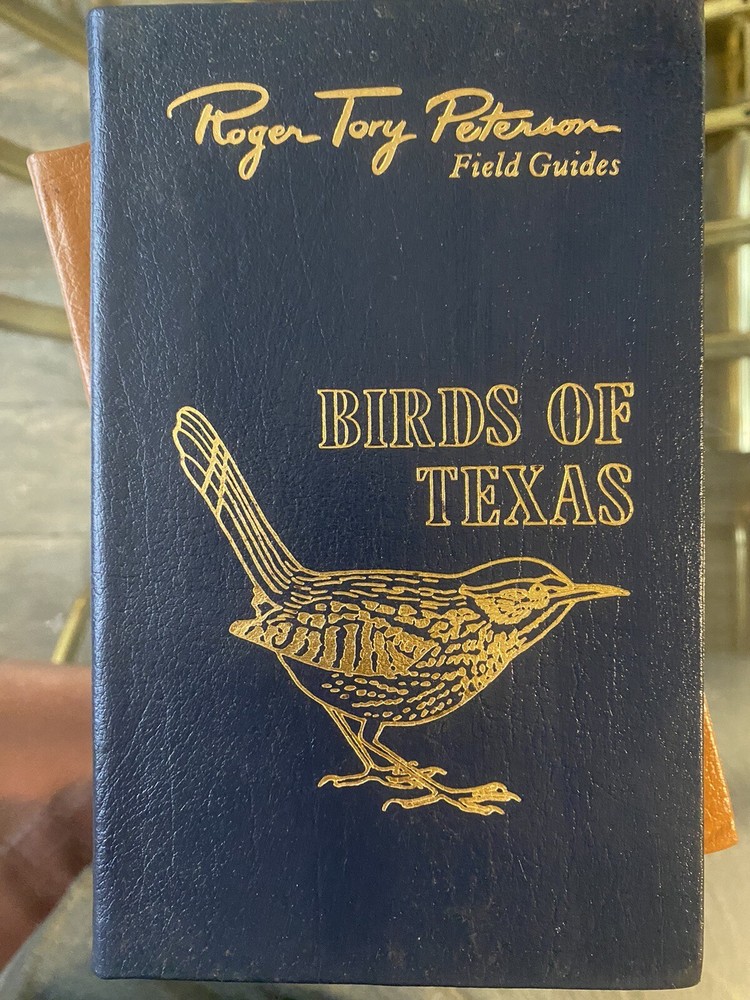 Roger Tory Peterson
Field Guides
BIRDS OF
TEXAS